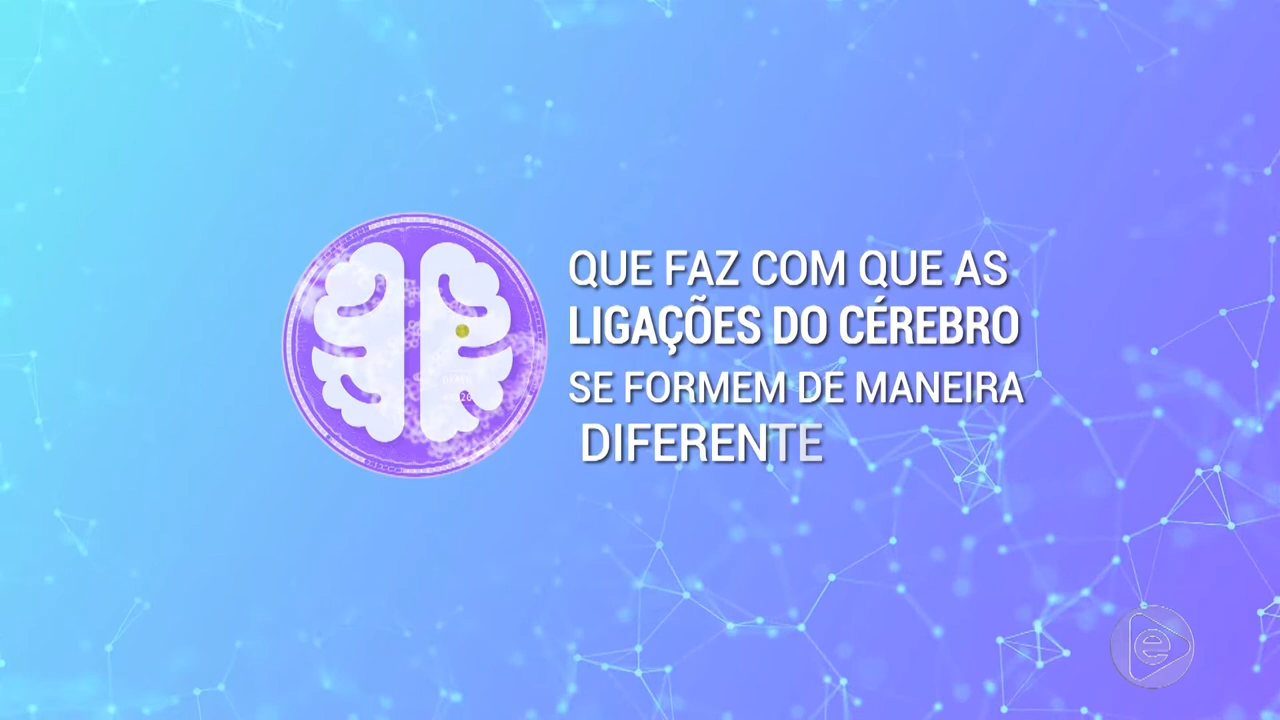 QUE FAZ COM QUE AS
LIGAÇÕES DO CÉREBRO
SE FORMEM DE MANEIRA
DIFERENTE
e